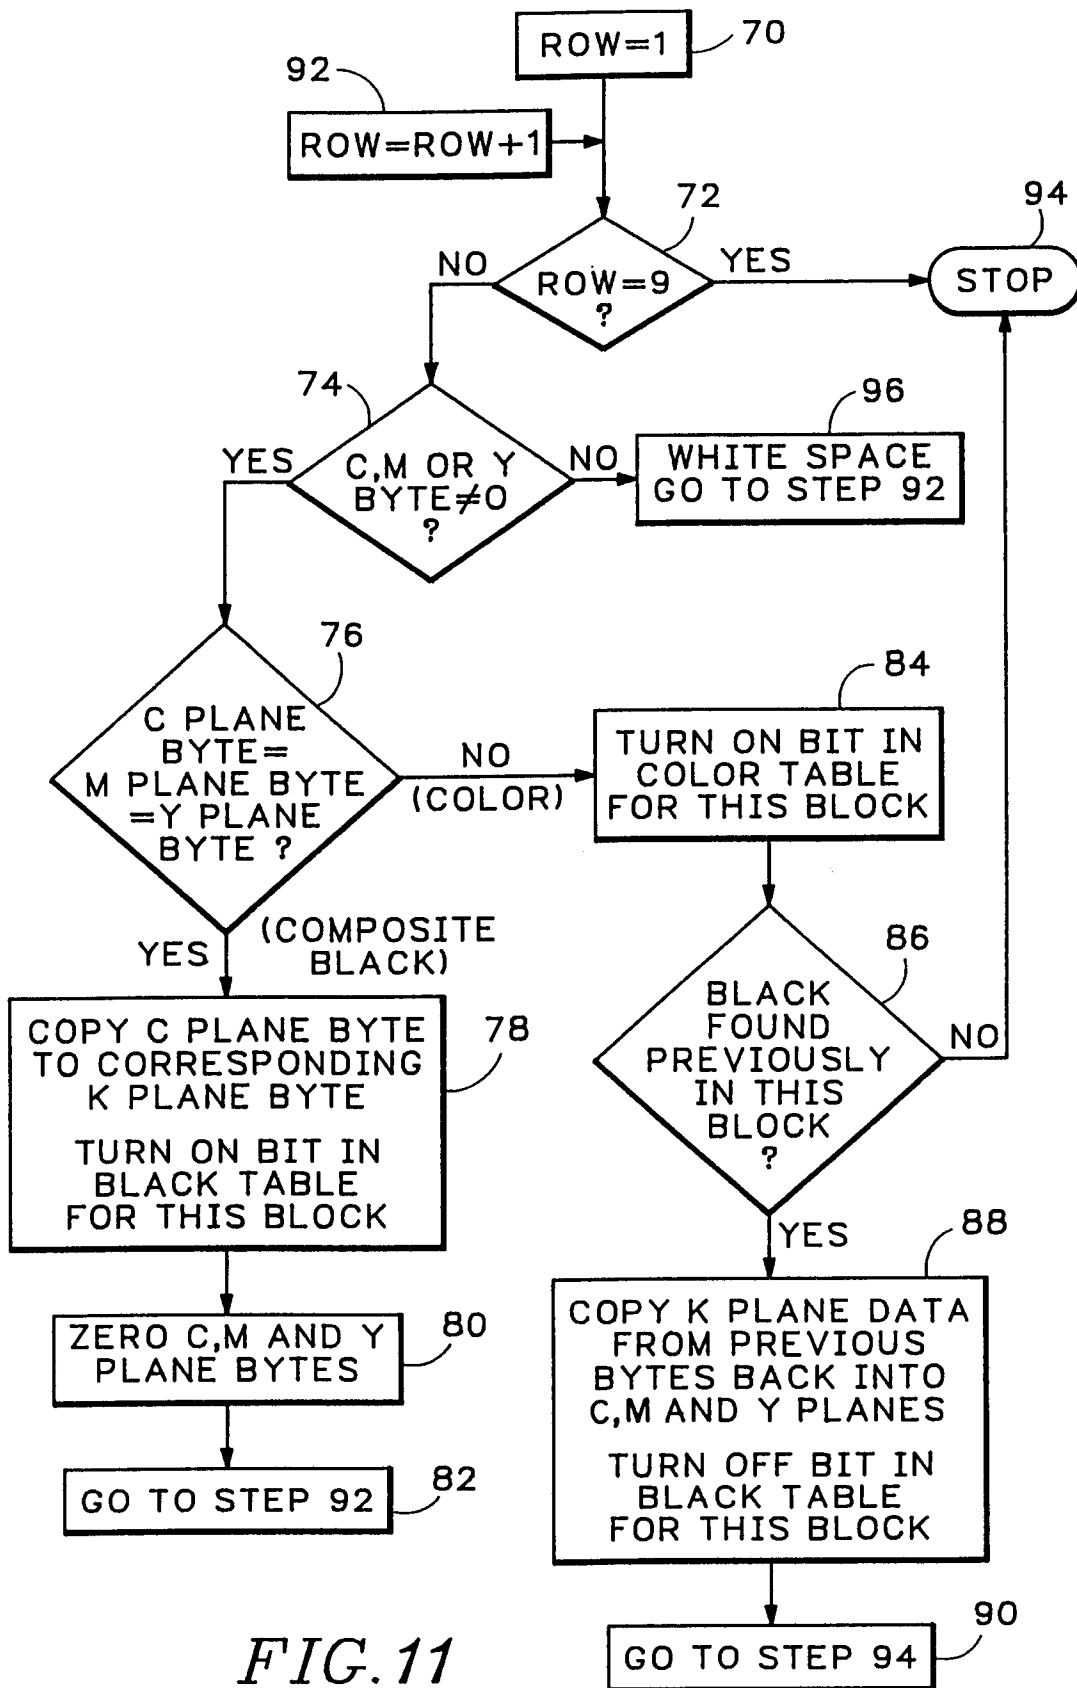 ROW=1
70
92
ROW=ROW+1
72
94
NO
ROW=9
?
YES
STOP
74
96
YES
C,M OR Y
BYTE≠0
?
NO
WHITE SPACE
GO TO STEP 92
76
84
C PLANE
BYTE=
M PLANE BYTE
=Y PLANE
BYTE ?
NO
(COLOR)
TURN ON BIT IN
COLOR TABLE
FOR THIS BLOCK
YES
(COMPOSITE
BLACK)
86
BLACK
FOUND
PREVIOUSLY
IN THIS
BLOCK
?
NO
COPY C PLANE BYTE
TO CORRESPONDING
K PLANE BYTE
TURN ON BIT IN
BLACK TABLE
FOR THIS BLOCK
78
YES
88
ZERO C,M AND Y
PLANE BYTES
80
COPY K PLANE DATA
FROM PREVIOUS
BYTES BACK INTO
C,M AND Y PLANES
TURN OFF BIT IN
BLACK TABLE
FOR THIS BLOCK
GO TO STEP 92
82
GO TO STEP 94
90
FIG.11